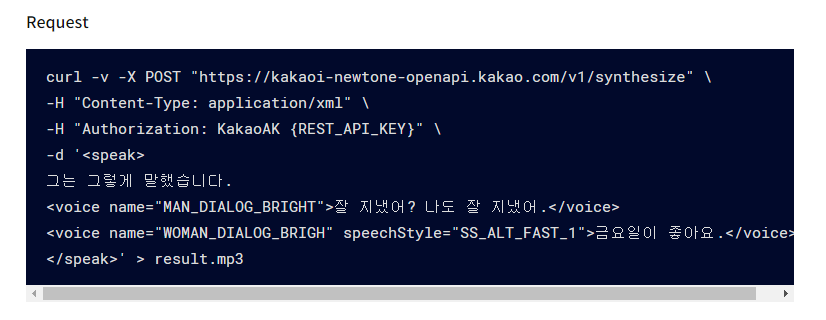 Request
curl -v -X POST "https://kakaoi-newtone-openapi.kakao.com/v1/synthesize" \
-H "Content-Type: application/xml" \
-H "Authorization: KakaoAK {REST_API_KEY}" \
-d '<speak>
그는 그렇게 말했습니다.
<voice name="MAN_DIALOG_BRIGHT">잘 지냈어? 나도 잘 지냈어.</voice>
<voice name="WOMAN_DIALOG_BRIGH" speechStyle="SS_ALT_FAST_1">금요일이 좋아요.</voice>
</speak>' > result.mp3